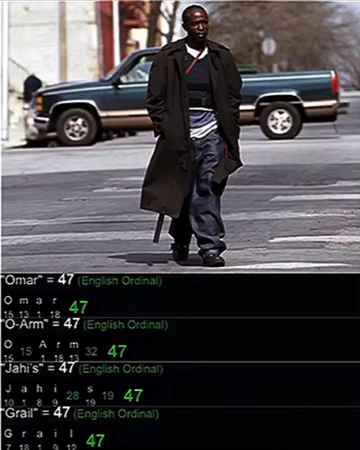 "Omar" = 47 (English Ordinal)
O m a r 47
15 13 1 18
"O-Arm" = 47 (English Ordinal)
O 15 A r m 32 47
15 1 18 13
"Jahi's" = 47 (English Ordinal)
J a h i 28 s 19 47
10 1 8 9 19
"Grail" = 47 (English Ordinal)
G r a i l 47
7 18 1 9 12